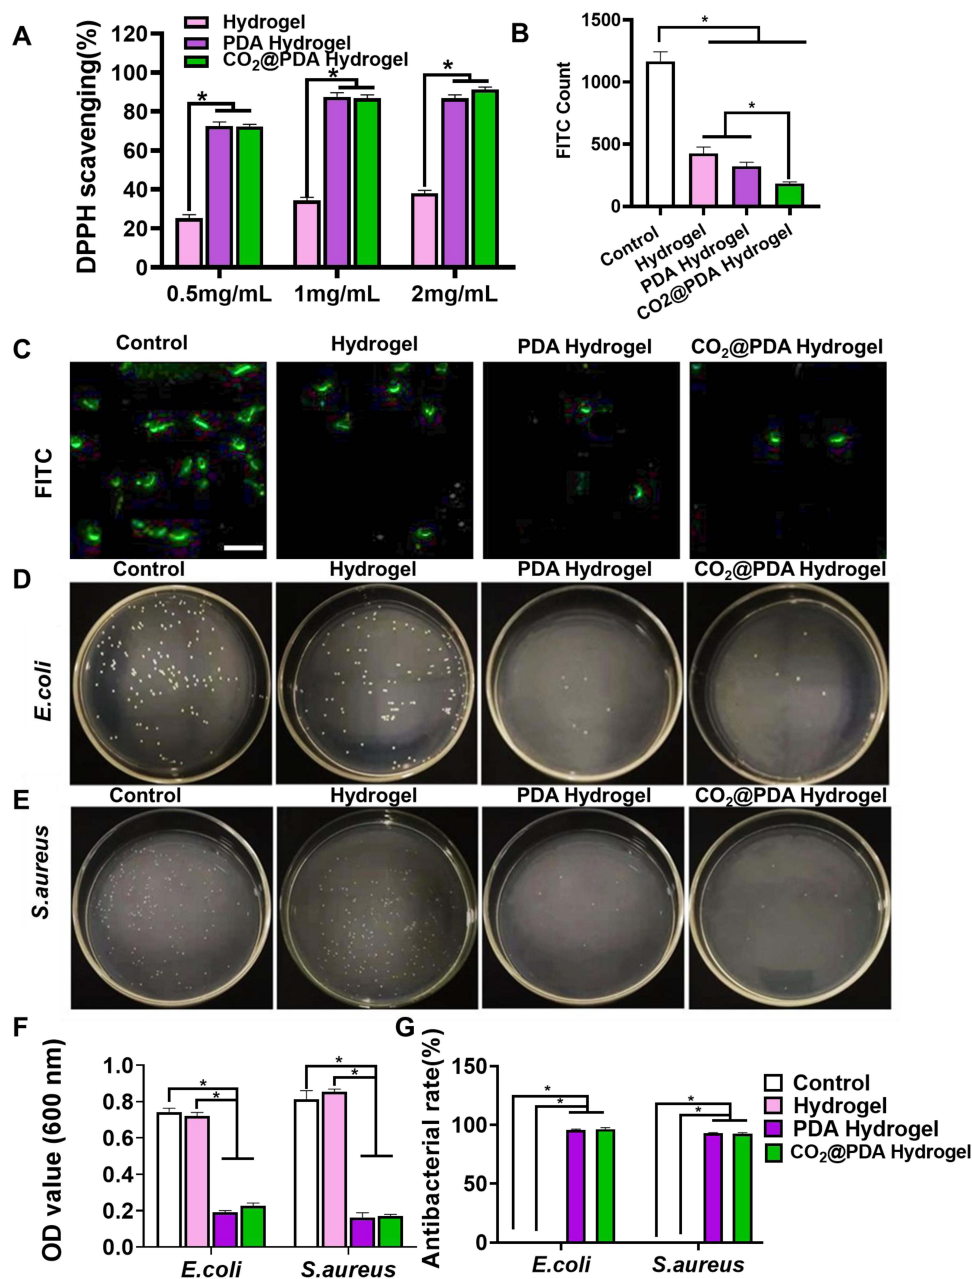 A
Hydrogel
PDA Hydrogel
CO2@PDA Hydrogel
DPPH scavenging(%)
120
100
80
60
40
20
0
* * *
0.5mg/mL 1mg/mL 2mg/mL
B
FITC Count
1500
1000
500
0
*
*
Control
Hydrogel
PDA Hydrogel
CO2@PDA Hydrogel
C
Control Hydrogel PDA Hydrogel CO2@PDA Hydrogel
FITC
D
Control Hydrogel PDA Hydrogel CO2@PDA Hydrogel
E.coli
E
Control Hydrogel PDA Hydrogel CO2@PDA Hydrogel
S.aureus
F
OD value (600 nm)
1.0
0.8
0.6
0.4
0.2
0.0
* *
* *
E.coli S.aureus
G
Antibacterial rate(%)
150
100
50
0
* *
* *
E.coli S.aureus
Control
Hydrogel
PDA Hydrogel
CO2@PDA Hydrogel